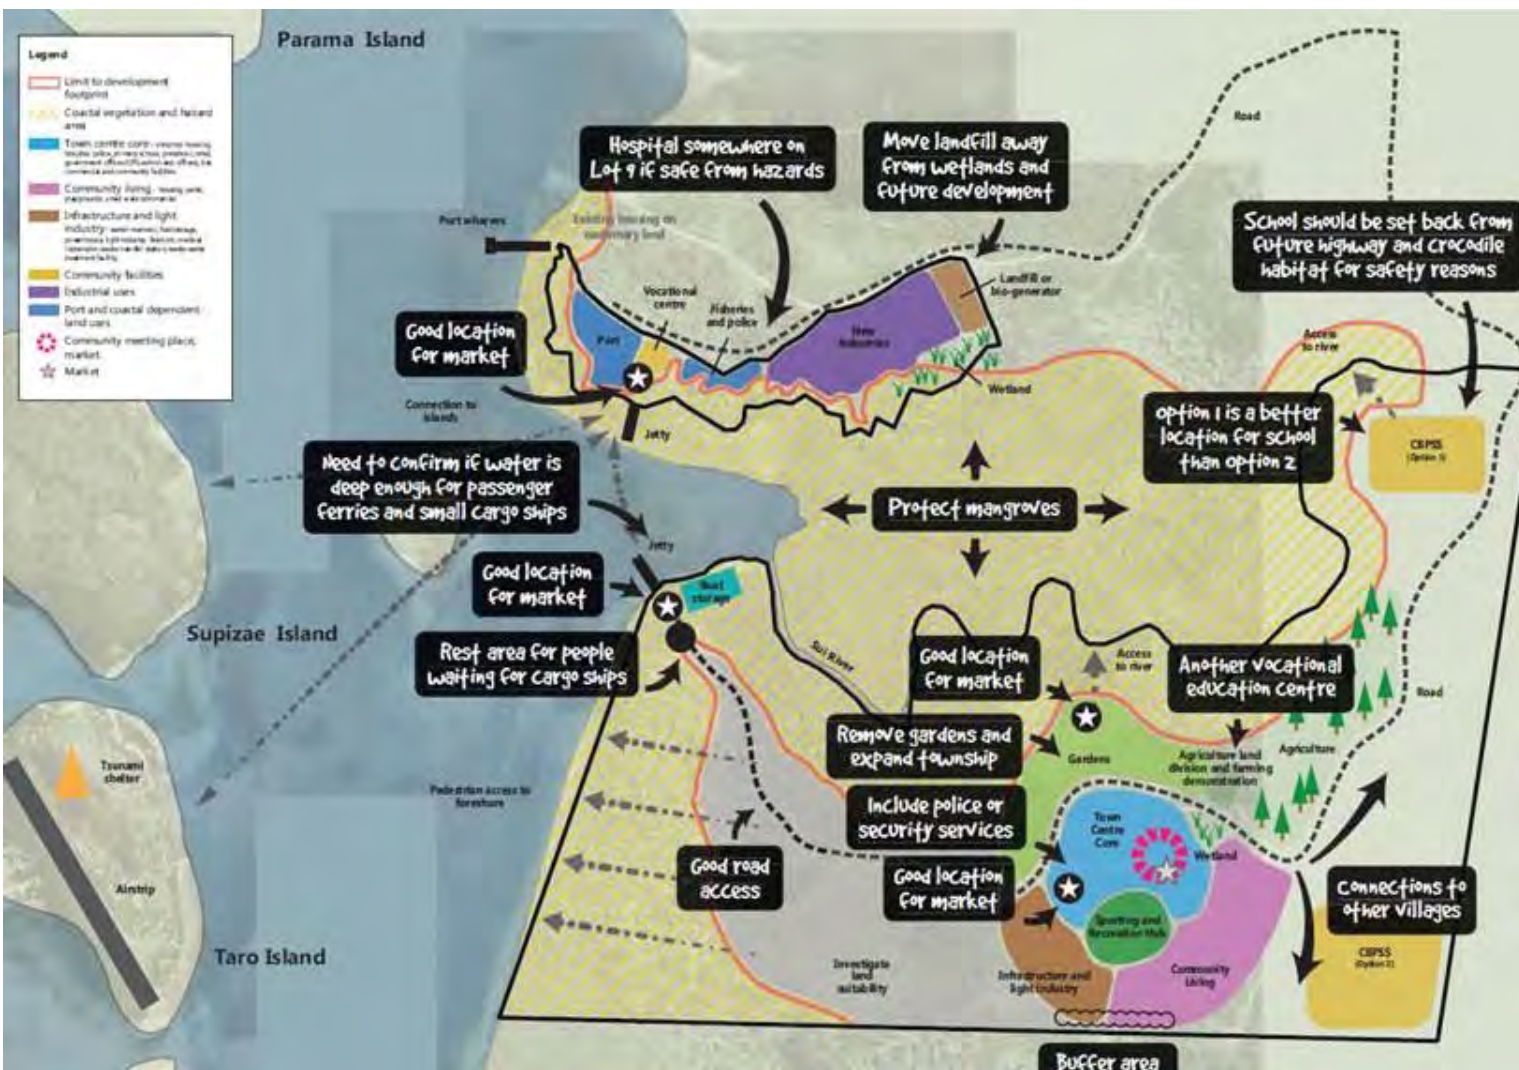 Parama Island
Legend
Limit to development
footprint
Coastal vegetation and hazard
area
Town centre core
Community living
Infrastructure and light
industry
Community facilities
Industrial uses
Port and coastal dependent
land uses
Community meeting place,
market
Market
Hospital somewhere on
Lot 9 if safe from hazards
Move landfill away
from wetlands and
future development
Road
School should be set back from
future highway and crocodile
habitat for safety reasons
Port wharves
Existing housing on
customary land
Vocational
centre
Fisheries
and police
Landfill or
bio-generator
Good location
for market
Port
New
Industries
Access
to river
Wetland
Connection to
islands
Jetty
Option 1 is a better
location for school
than option 2
CBPSS
(Option 1)
Need to confirm if water is
deep enough for passenger
ferries and small cargo ships
Protect mangroves
Jetty
Good location
for market
Boat
storage
Supizae Island
Rest area for people
waiting for cargo ships
Sui River
Good location
for market
Access
to river
Another vocational
education centre
Road
Remove gardens and
expand township
Gardens
Agriculture land
division and farming
demonstration
Agriculture
Tsunami
shelter
Pedestrian access to
foreshore
Include police or
security services
Town
Centre
Core
Wetland
Good road
access
Good location
for market
Connections to
other villages
Airstrip
Sporting and
Recreation Hub
Taro Island
Investigate
land
suitability
Infrastructure and
light industry
Community
Living
CBPSS
(Option 2)
Buffer area